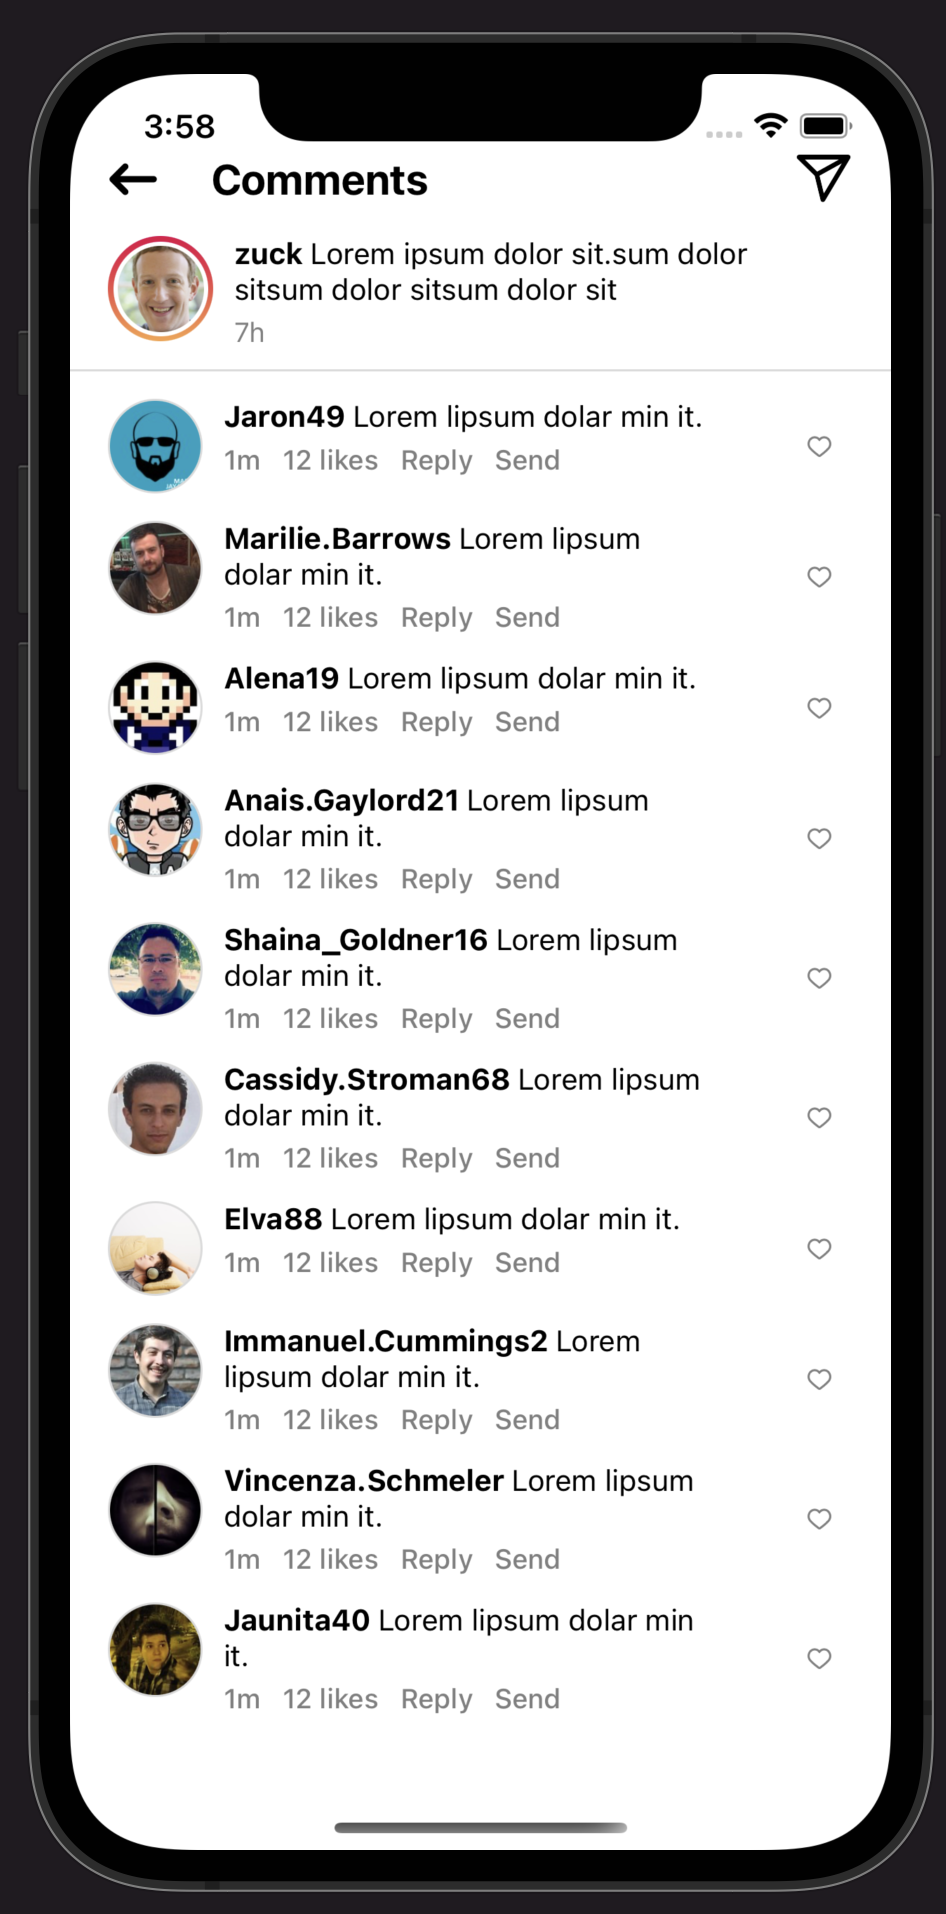 3:58
Comments
zuck Lorem ipsum dolor sit.sum dolor
sitsum dolor sitsum dolor sit
7h
Jaron49 Lorem lipsum dolar min it.
1m 12 likes Reply Send
Marilie.Barrows Lorem lipsum
dolar min it.
1m 12 likes Reply Send
Alena19 Lorem lipsum dolar min it.
1m 12 likes Reply Send
Anais.Gaylord21 Lorem lipsum
dolar min it.
1m 12 likes Reply Send
Shaina_Goldner16 Lorem lipsum
dolar min it.
1m 12 likes Reply Send
Cassidy.Stroman68 Lorem lipsum
dolar min it.
1m 12 likes Reply Send
Elva88 Lorem lipsum dolar min it.
1m 12 likes Reply Send
Immanuel.Cummings2 Lorem
lipsum dolar min it.
1m 12 likes Reply Send
Vincenza.Schmeler Lorem lipsum
dolar min it.
1m 12 likes Reply Send
Jaunita40 Lorem lipsum dolar min
it.
1m 12 likes Reply Send